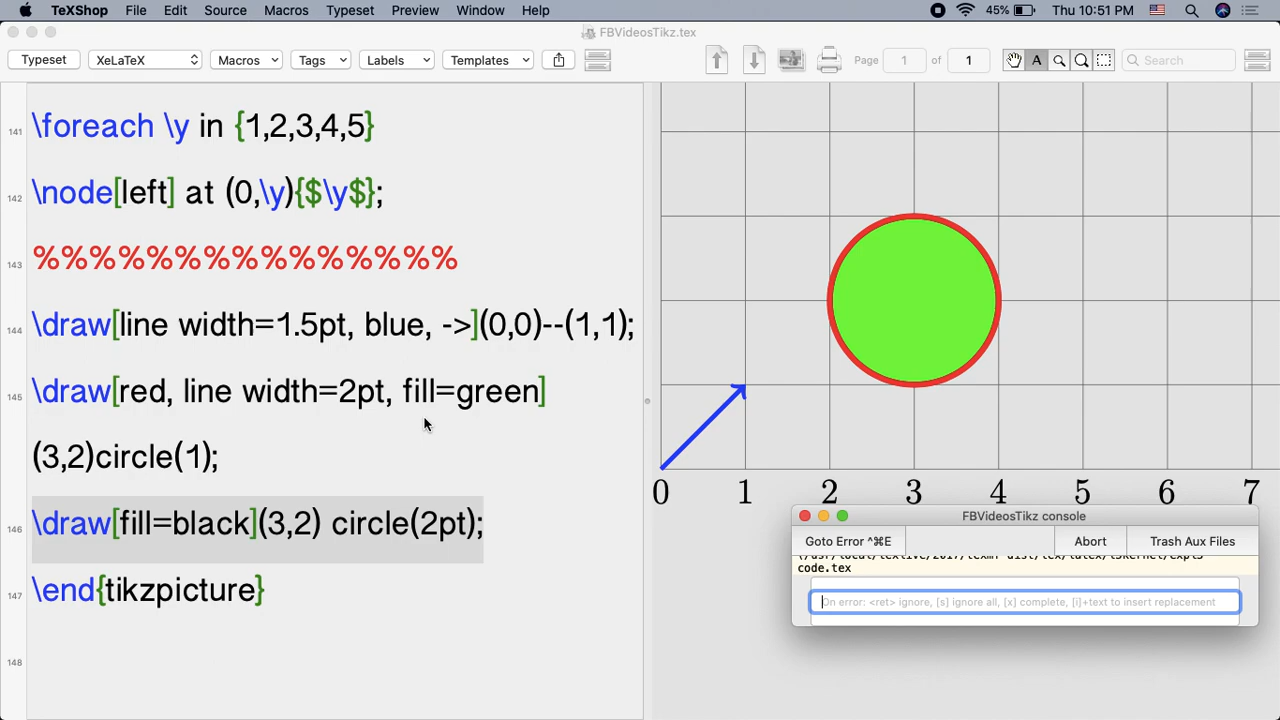 TeXShop File Edit Source Macros Typeset Preview Window Help 45% Thu 10:51 PM
FBVideosTikz.tex
Typeset XeLaTeX Macros Tags Labels Templates Page 1 of 1 A Search
141 \foreach \y in {1,2,3,4,5}
142 \node[left] at (0,\y){$\y$};
143 %%%%%%%%%%%%%%%
144 \draw[line width=1.5pt, blue, ->](0,0)--(1,1);
145 \draw[red, line width=2pt, fill=green]
(3,2)circle(1);
146 \draw[fill=black](3,2) circle(2pt);
147 \end{tikzpicture}
148
0 1 2 3 4 5 6 7
FBVideosTikz console
Goto Error ^⌘E Abort Trash Aux Files
code.tex
On error: <ret> ignore, [s] ignore all, [x] complete, [i]+text to insert replacement